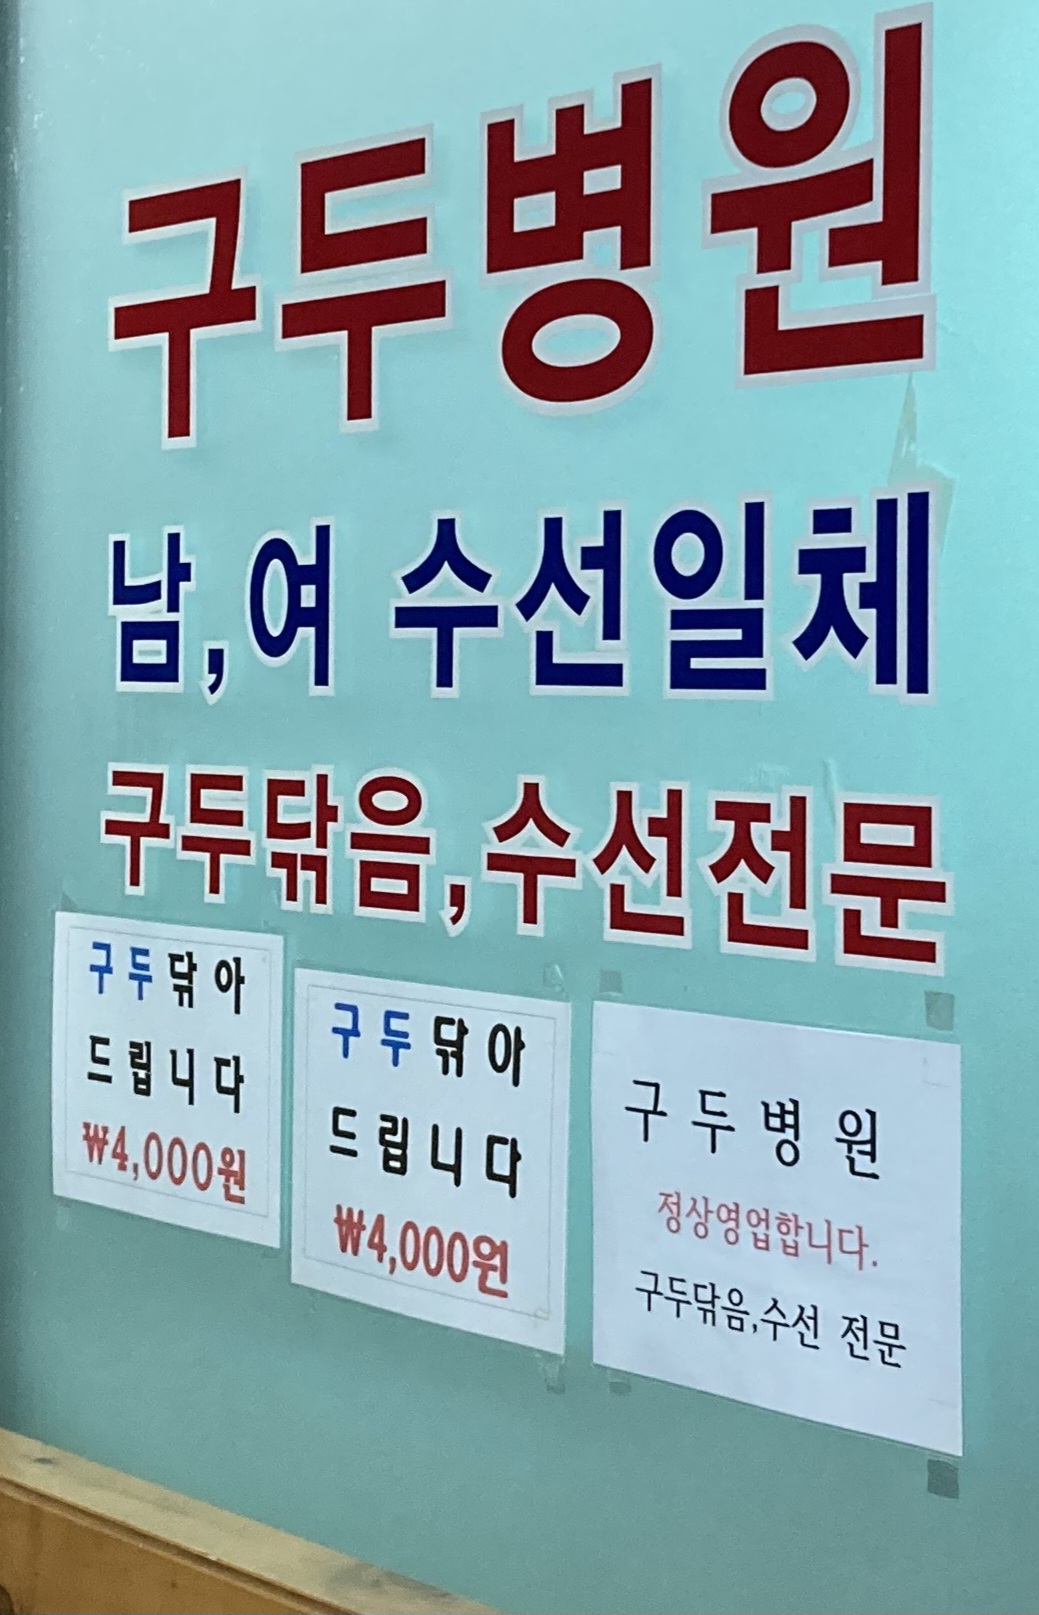 구두병원
남,여 수선일체
구두닦음,수선전문
구두닦아
드립니다
₩4,000원
구두닦아
드립니다
₩4,000원
구두병원
정상영업합니다.
구두닦음,수선 전문